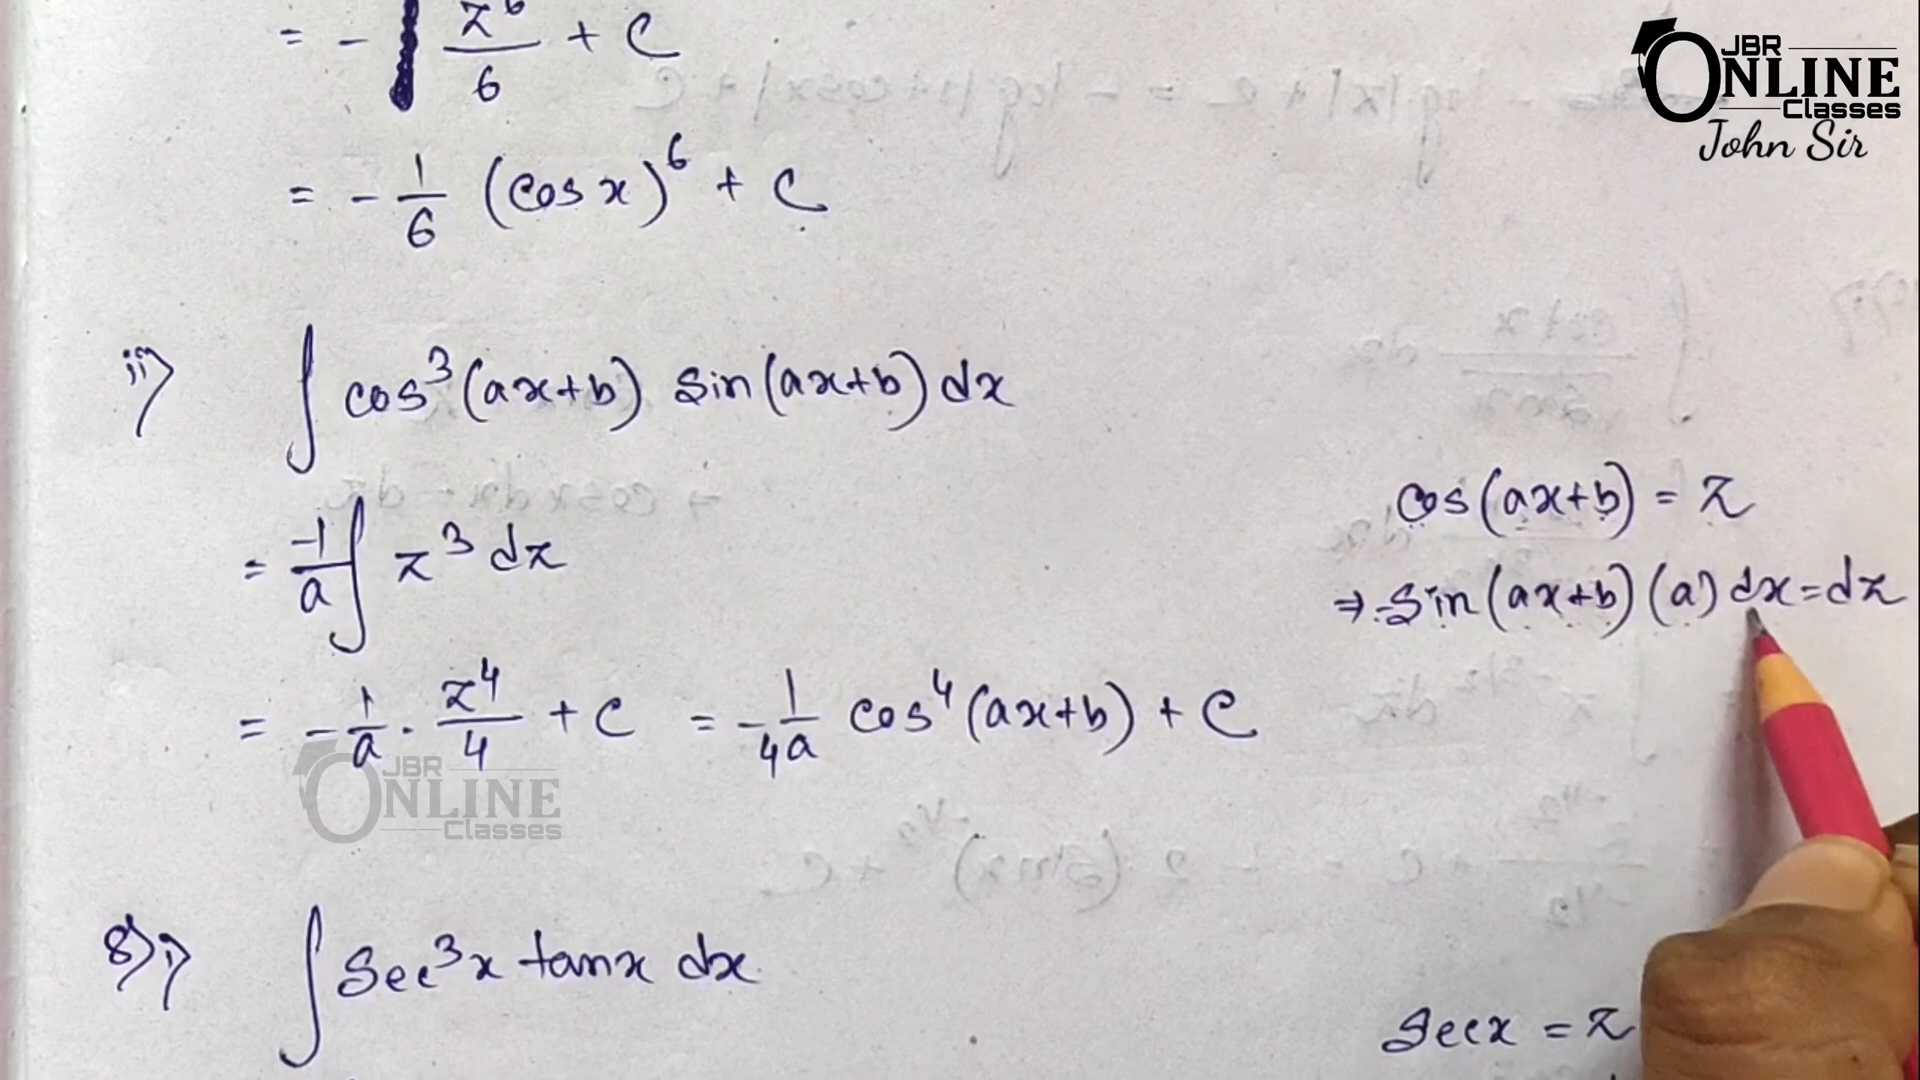 = - ∫ z⁶/6 + c
= - 1/6 (cos x)⁶ + c
ii) ∫ cos³(ax+b) sin(ax+b) dx
cos(ax+b) = z
⇒ -sin(ax+b)(a) dx = dz
= -1/a ∫ z³ dz
= - 1/a · z⁴/4 + c = - 1/4a cos⁴(ax+b) + c
8) i) ∫ Sec³x tanx dx
Secx = z
JBR
ONLINE
Classes
John Sir
JBR
ONLINE
Classes